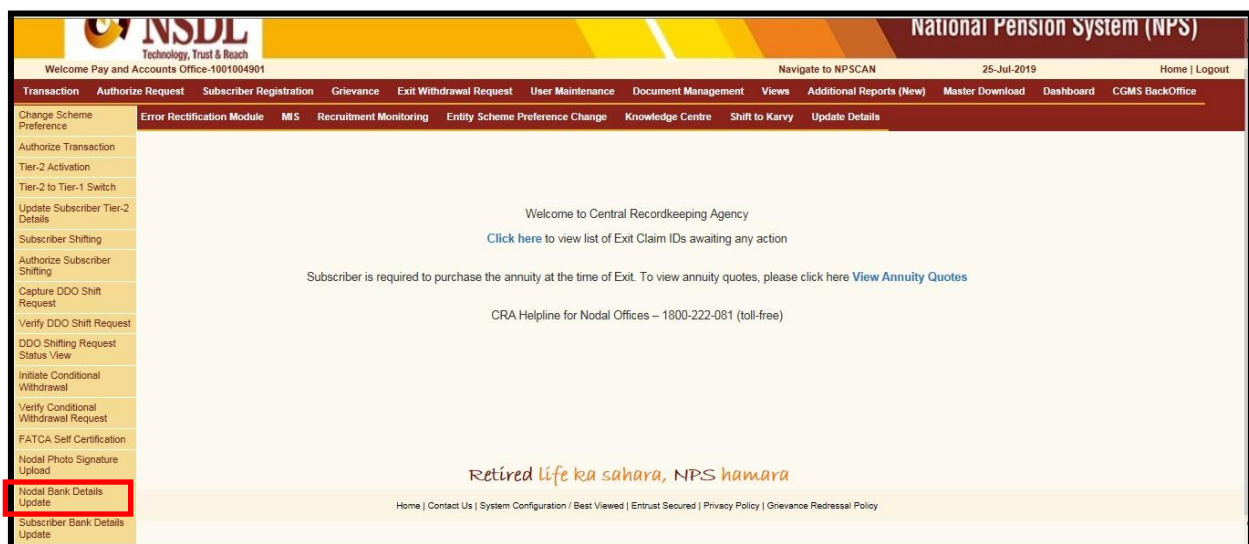 NSDL
Technology, Trust & Reach
National Pension System (NPS)
Welcome Pay and Accounts Office-1001004901 Navigate to NPSCAN 25-Jul-2019 Home | Logout
Transaction Authorize Request Subscriber Registration Grievance Exit Withdrawal Request User Maintenance Document Management Views Additional Reports (New) Master Download Dashboard CGMS BackOffice
Error Rectification Module MIS Recruitment Monitoring Entity Scheme Preference Change Knowledge Centre Shift to Karvy Update Details
Change Scheme
Preference
Authorize Transaction
Tier-2 Activation
Tier-2 to Tier-1 Switch
Update Subscriber Tier-2
Details
Subscriber Shifting
Authorize Subscriber
Shifting
Capture DDO Shift
Request
Verify DDO Shift Request
DDO Shifting Request
Status View
Initiate Conditional
Withdrawal
Verify Conditional
Withdrawal Request
FATCA Self Certification
Nodal Photo Signature
Upload
Nodal Bank Details
Update
Subscriber Bank Details
Update
Welcome to Central Recordkeeping Agency
Click here to view list of Exit Claim IDs awaiting any action
Subscriber is required to purchase the annuity at the time of Exit. To view annuity quotes, please click here View Annuity Quotes
CRA Helpline for Nodal Offices – 1800-222-081 (toll-free)
Retired life ka sahara, NPS hamara
Home | Contact Us | System Configuration / Best Viewed | Entrust Secured | Privacy Policy | Grievance Redressal Policy